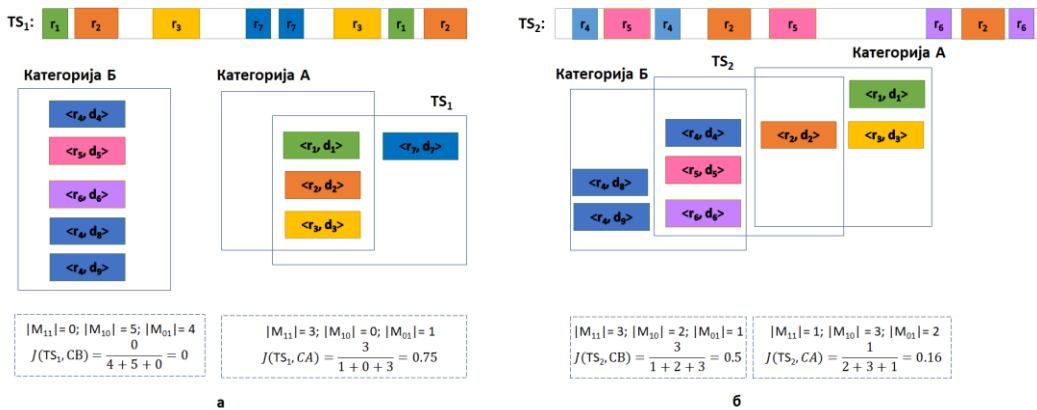 TS₁: r₁ r₂ r₃ r₇ r₇ r₃ r₁ r₂
Категорија Б
<r₄, d₄>
<r₅, d₅>
<r₆, d₆>
<r₄, d₈>
<r₄, d₉>
Категорија А
TS₁
<r₁, d₁> <r₇, d₇>
<r₂, d₂>
<r₃, d₃>
|M₁₁|= 0; |M₁₀| = 5; |M₀₁| = 4
J(TS₁, CB) = 0 / (4 + 5 + 0) = 0
|M₁₁|= 3; |M₁₀| = 0; |M₀₁| = 1
J(TS₁, CA) = 3 / (1 + 0 + 3) = 0.75
а
TS₂: r₄ r₅ r₄ r₂ r₅ r₆ r₂ r₆
Категорија Б
TS₂
Категорија А
<r₁, d₁>
<r₄, d₄> <r₂, d₂> <r₃, d₃>
<r₅, d₅>
<r₄, d₈>
<r₄, d₉> <r₆, d₆>
|M₁₁|= 3; |M₁₀| = 2; |M₀₁| = 1
J(TS₂, CB) = 3 / (1 + 2 + 3) = 0.5
|M₁₁|= 1; |M₁₀| = 3; |M₀₁| = 2
J(TS₂, CA) = 1 / (2 + 3 + 1) = 0.16
б